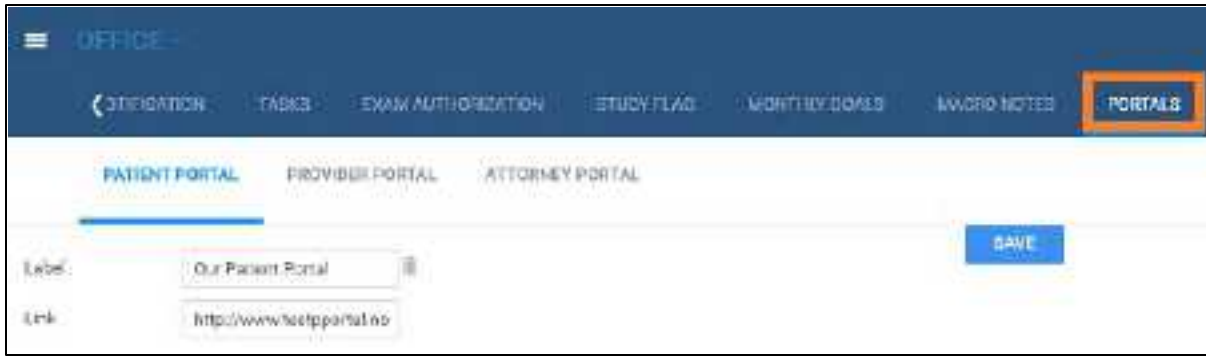 OFFICE
TASKS EXAM AUTHORIZATION STUDY FLAG MONTHLY GOALS MACRO NOTES PORTALS
PATIENT PORTAL PROVIDER PORTAL ATTORNEY PORTAL
SAVE
Label Our Patient Portal
Link